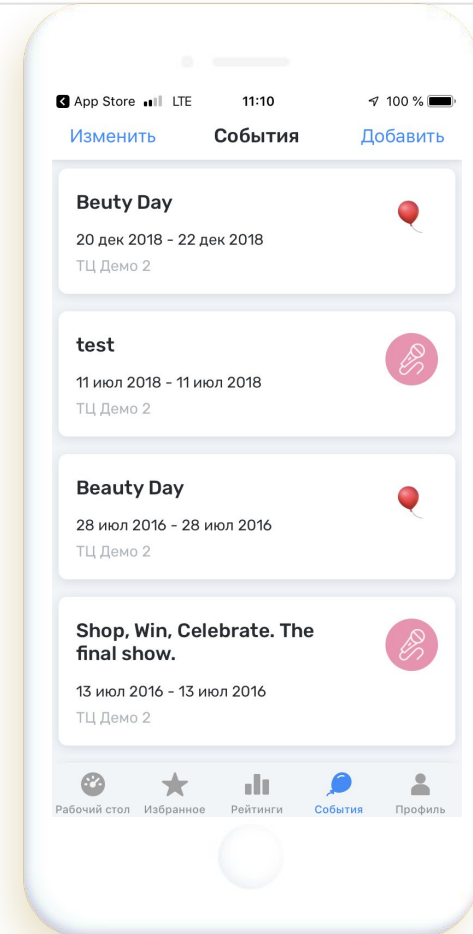 App Store LTE 11:10 100 %
Изменить События Добавить
Beuty Day
20 дек 2018 - 22 дек 2018
ТЦ Демо 2
test
11 июл 2018 - 11 июл 2018
ТЦ Демо 2
Beauty Day
28 июл 2016 - 28 июл 2016
ТЦ Демо 2
Shop, Win, Celebrate. The
final show.
13 июл 2016 - 13 июл 2016
ТЦ Демо 2
Рабочий стол Избранное Рейтинги События Профиль